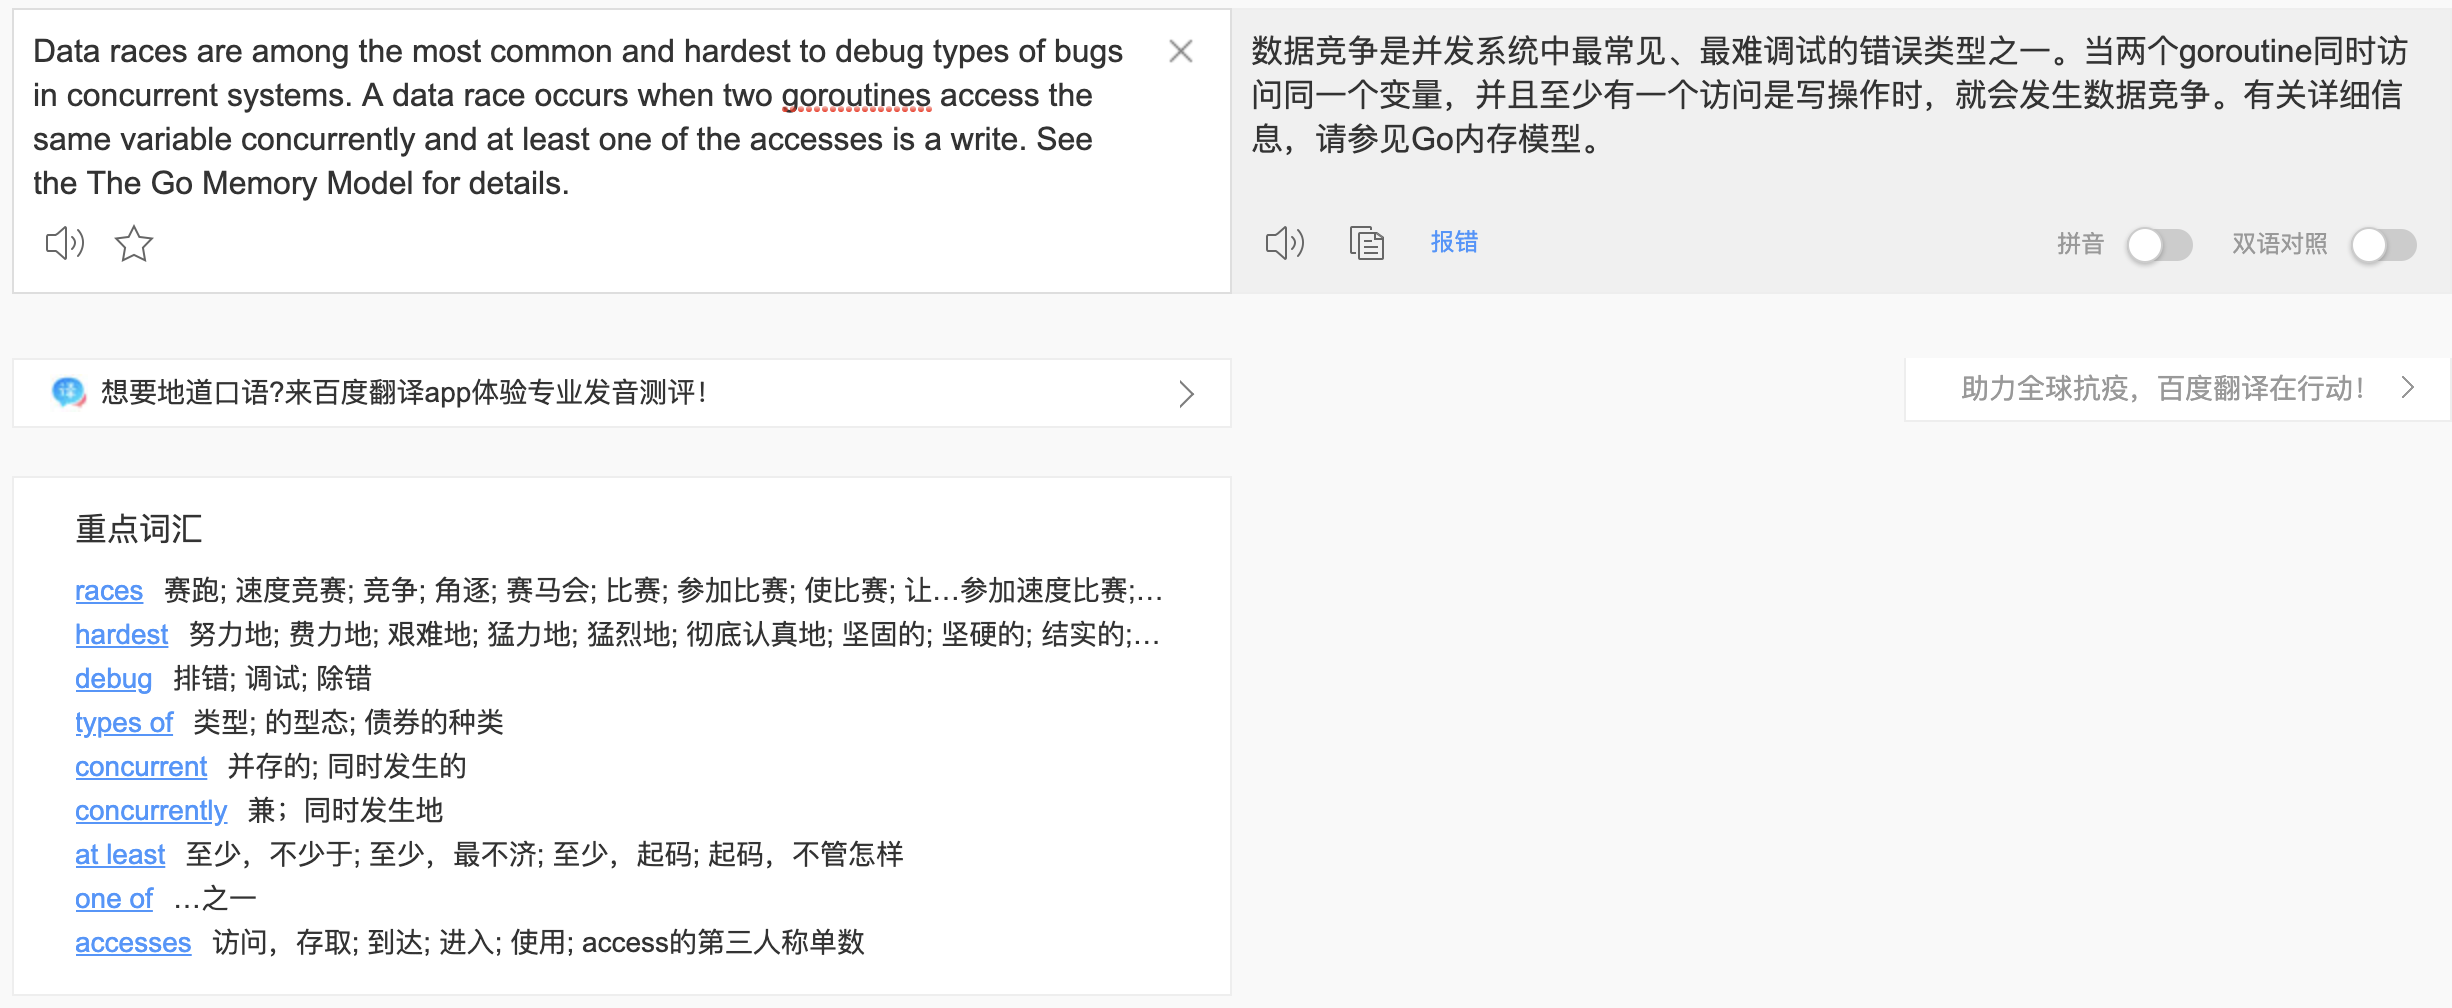 Data races are among the most common and hardest to debug types of bugs
in concurrent systems. A data race occurs when two goroutines access the
same variable concurrently and at least one of the accesses is a write. See
the The Go Memory Model for details.
数据竞争是并发系统中最常见、最难调试的错误类型之一。当两个goroutine同时访
问同一个变量，并且至少有一个访问是写操作时，就会发生数据竞争。有关详细信
息，请参见Go内存模型。
报错
拼音
双语对照
译 想要地道口语?来百度翻译app体验专业发音测评！
助力全球抗疫，百度翻译在行动！
重点词汇
races 赛跑; 速度竞赛; 竞争; 角逐; 赛马会; 比赛; 参加比赛; 使比赛; 让…参加速度比赛;…
hardest 努力地; 费力地; 艰难地; 猛力地; 猛烈地; 彻底认真地; 坚固的; 坚硬的; 结实的;…
debug 排错; 调试; 除错
types of 类型; 的型态; 债券的种类
concurrent 并存的; 同时发生的
concurrently 兼；同时发生地
at least 至少，不少于; 至少，最不济; 至少，起码; 起码，不管怎样
one of …之一
accesses 访问，存取; 到达; 进入; 使用; access的第三人称单数